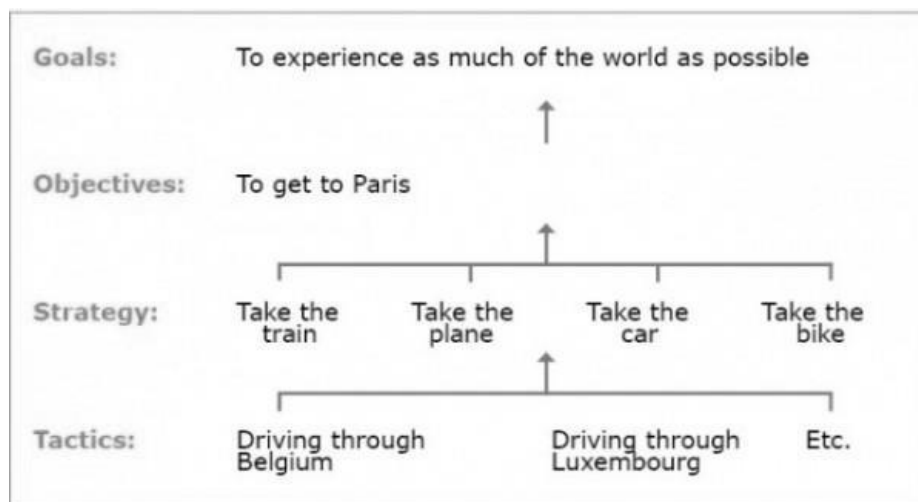 Goals: To experience as much of the world as possible
Objectives: To get to Paris
Strategy: Take the train Take the plane Take the car Take the bike
Tactics: Driving through Belgium Driving through Luxembourg Etc.